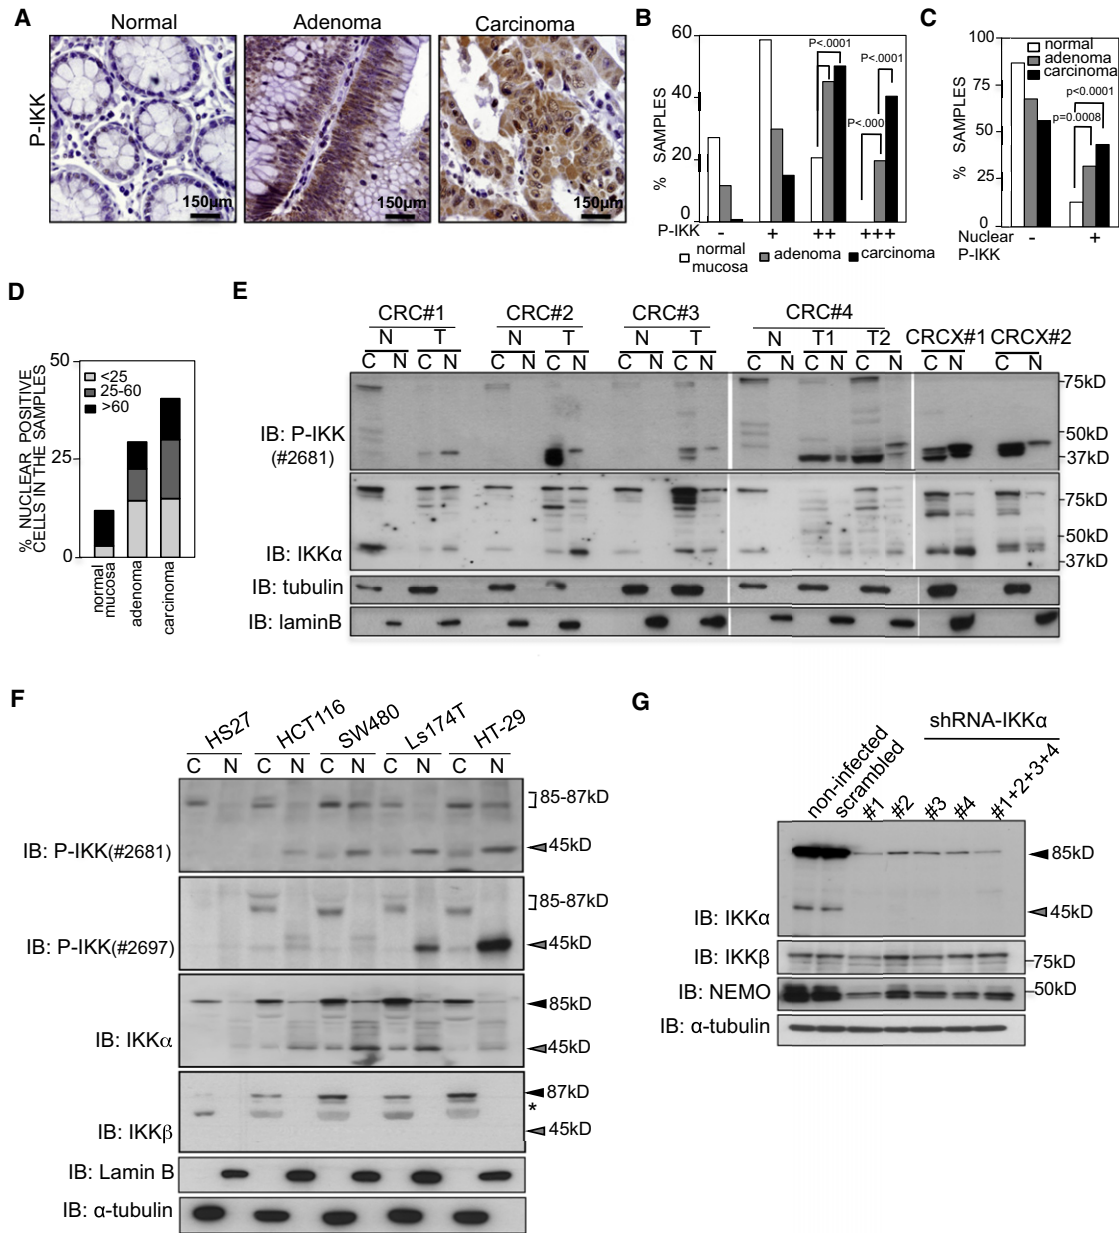 A
Normal
Adenoma
Carcinoma
P-IKK
150µm
150µm
150µm
B
% SAMPLES
60
40
20
0
P<.0001
P<.000
P<.0001
P-IKK
-
+
++
+++
normal mucosa
adenoma
carcinoma
C
% SAMPLES
100
75
50
25
0
normal
adenoma
carcinoma
p<0.0001
p=0.0008
Nuclear P-IKK
-
+
D
% NUCLEAR POSITIVE
CELLS IN THE SAMPLES
50
25
0
<25
25-60
>60
normal mucosa
adenoma
carcinoma
E
CRC#1 CRC#2 CRC#3 CRC#4
N T N T N T N T1 T2 CRCX#1 CRCX#2
C N C N C N C N C N C N C N C N C N C N C N
IB: P-IKK
(#2681)
75kD
50kD
37kD
IB: IKKα
75kD
50kD
37kD
IB: tubulin
IB: laminB
F
HS27 HCT116 SW480 Ls174T HT-29
C N C N C N C N C N
IB: P-IKK(#2681)
85-87kD
45kD
IB: P-IKK(#2697)
85-87kD
45kD
IB: IKKα
85kD
45kD
IB: IKKβ
87kD
*
45kD
IB: Lamin B
IB: α-tubulin
G
shRNA-IKKα
non-infected
scrambled
#1
#2
#3
#4
#1+2+3+4
IB: IKKα
85kD
45kD
IB: IKKβ
75kD
IB: NEMO
50kD
IB: α-tubulin